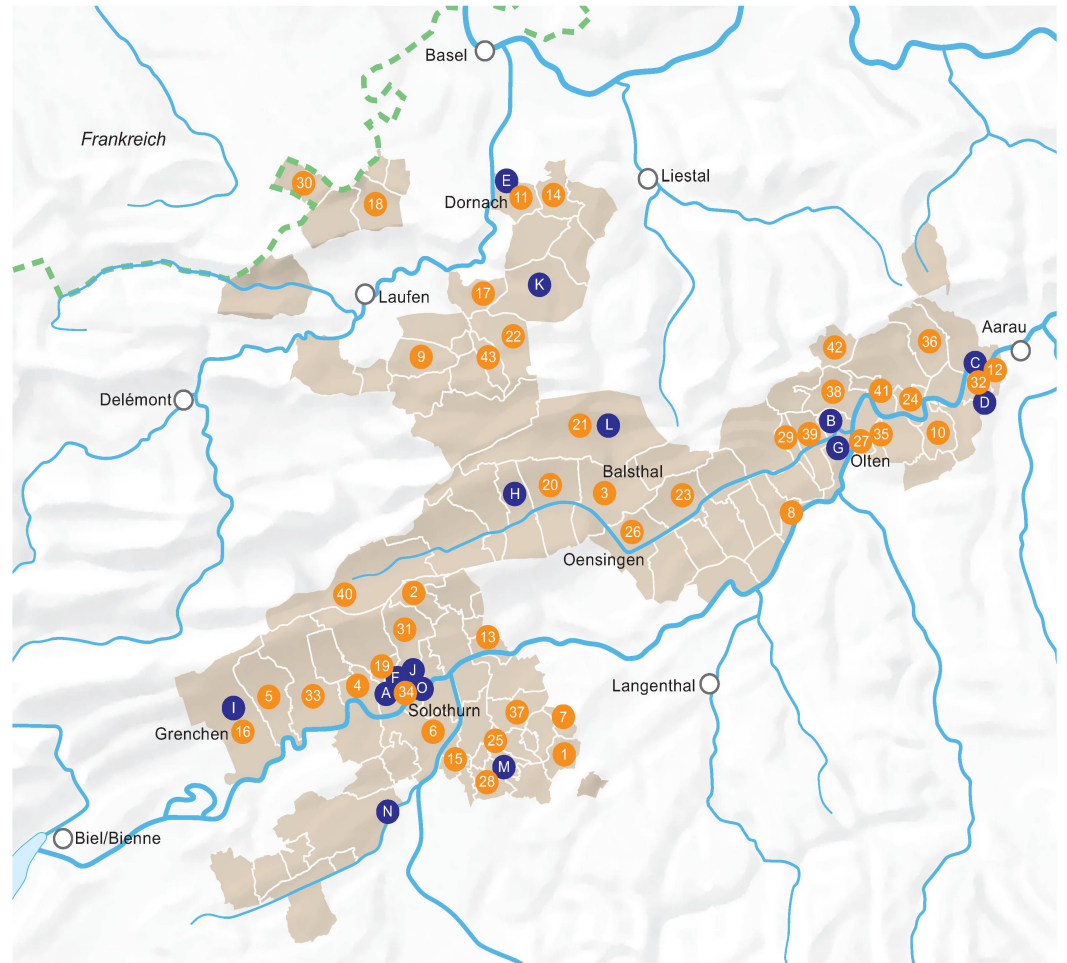 Basel
Frankreich
30
18
E
Dornach
11
14
Liestal
K
17
Laufen
22
9
43
Aarau
36
42
C
12
32
D
Delémont
38
41
24
B
21
L
29
39
27
35
10
G
Olten
Balsthal
H
20
3
23
8
26
Oensingen
40
2
31
13
19
J
F
A
34
O
Solothurn
4
33
5
I
16
Grenchen
Langenthal
6
37
7
25
1
15
M
28
N
Biel/Bienne